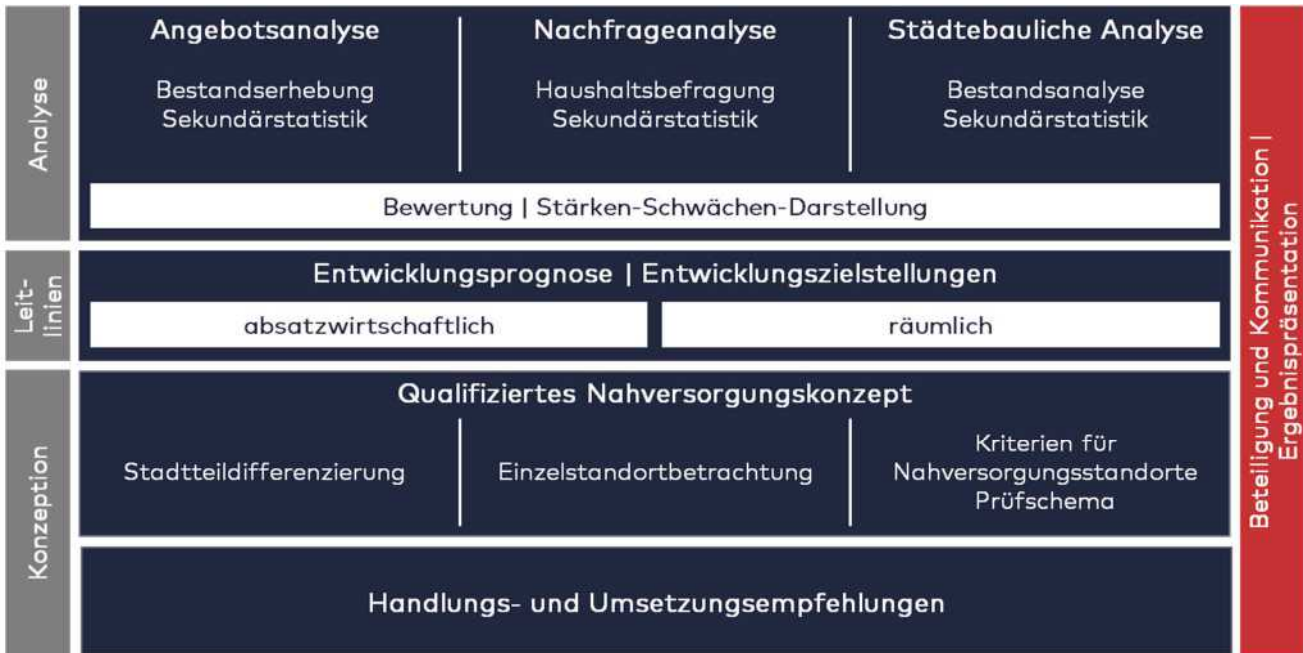 Analyse
Angebotsanalyse
Bestandserhebung
Sekundärstatistik
Nachfrageanalyse
Haushaltsbefragung
Sekundärstatistik
Städtebauliche Analyse
Bestandsanalyse
Sekundärstatistik
Bewertung | Stärken-Schwächen-Darstellung
Leit-
linien
Entwicklungsprognose | Entwicklungszielstellungen
absatzwirtschaftlich
räumlich
Konzeption
Qualifiziertes Nahversorgungskonzept
Stadtteildifferenzierung
Einzelstandortbetrachtung
Kriterien für
Nahversorgungsstandorte
Prüfschema
Handlungs- und Umsetzungsempfehlungen
Beteiligung und Kommunikation |
Ergebnispräsentation